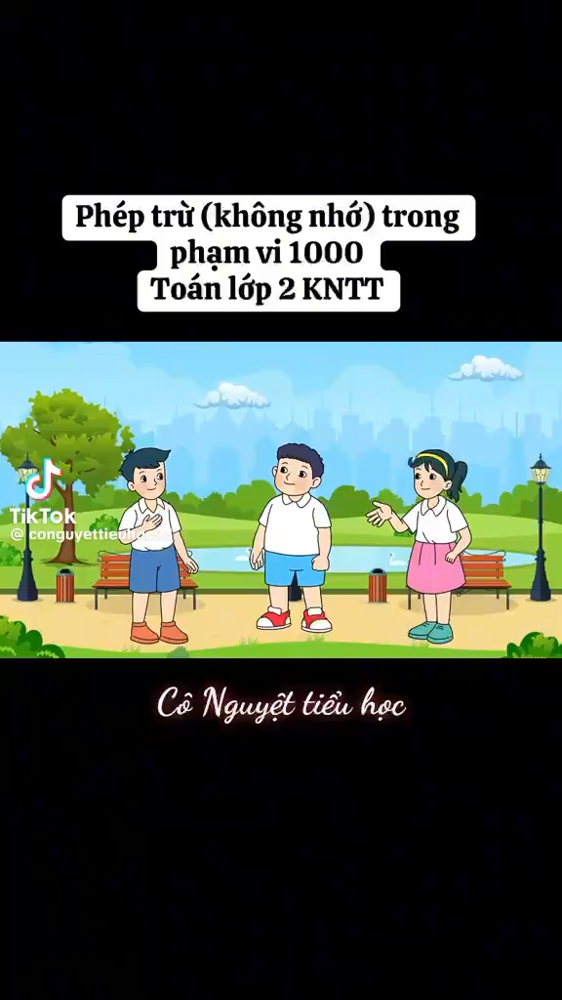 Phép trừ (không nhớ) trong
phạm vi 1000
Toán lớp 2 KNTT
TikTok
Cô Nguyệt tiểu học